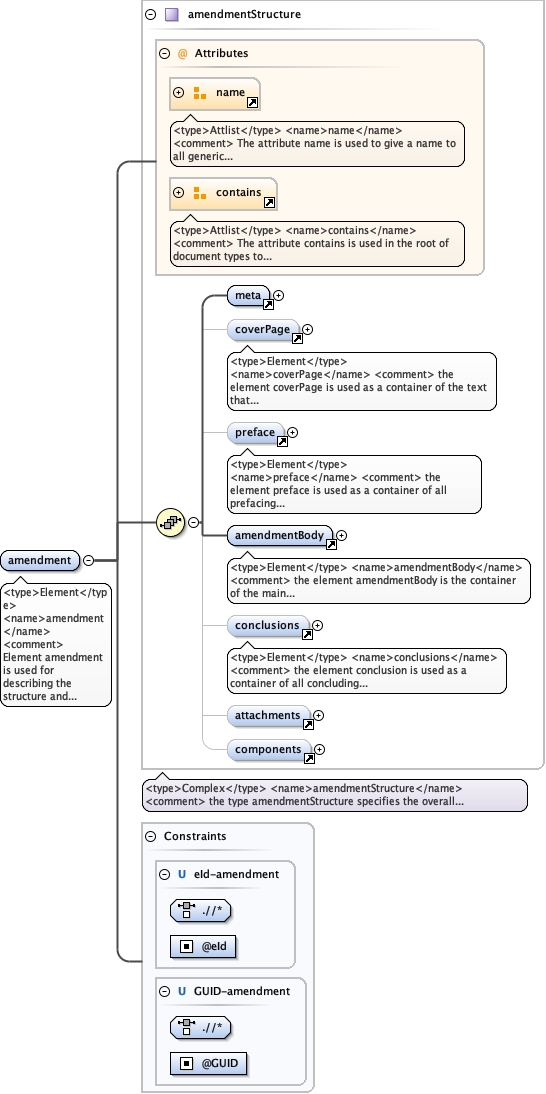 amendmentStructure
@ Attributes
name
<type>Attlist</type> <name>name</name>
<comment> The attribute name is used to give a name to
all generic...
contains
<type>Attlist</type> <name>contains</name>
<comment> The attribute contains is used in the root of
document types to...
meta
coverPage
<type>Element</type>
<name>coverPage</name> <comment> the
element coverPage is used as a container of the text
that...
preface
<type>Element</type>
<name>preface</name> <comment> the
element preface is used as a container of all
prefacing...
amendmentBody
<type>Element</type> <name>amendmentBody</name>
<comment> the element amendmentBody is the container
of the main...
conclusions
<type>Element</type> <name>conclusions</name>
<comment> the element conclusion is used as a
container of all concluding...
attachments
components
amendment
<type>Element</typ
e>
<name>amendment
</name>
<comment>
Element amendment
is used for
describing the
structure and...
<type>Complex</type> <name>amendmentStructure</name>
<comment> the type amendmentStructure specifies the overall...
Constraints
U eId-amendment
.//*
@eId
U GUID-amendment
.//*
@GUID